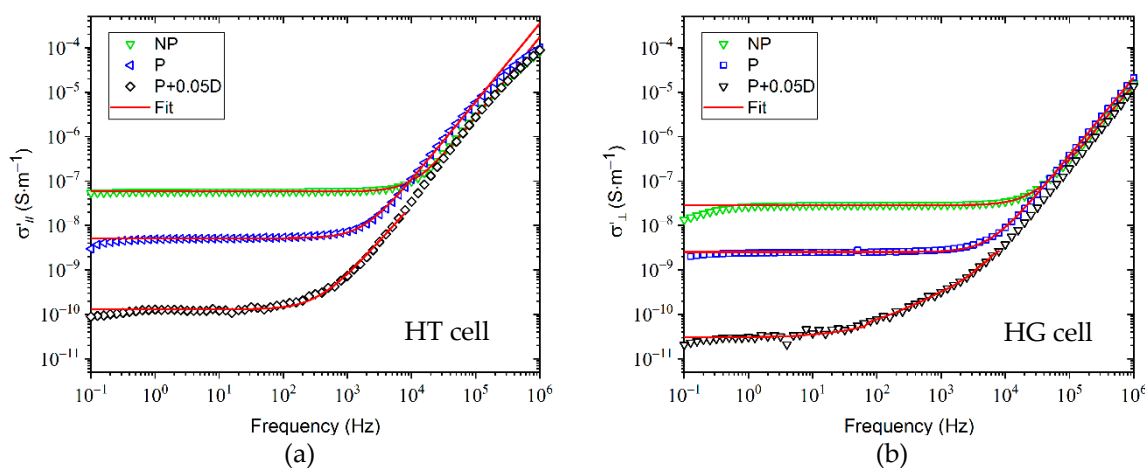 σ'// (S·m⁻¹)
10⁻⁴
10⁻⁵
10⁻⁶
10⁻⁷
10⁻⁸
10⁻⁹
10⁻¹⁰
10⁻¹¹
NP
P
P+0.05D
Fit
HT cell
10⁻¹ 10⁰ 10¹ 10² 10³ 10⁴ 10⁵ 10⁶
Frequency (Hz)
(a)
σ'⊥ (S·m⁻¹)
10⁻⁴
10⁻⁵
10⁻⁶
10⁻⁷
10⁻⁸
10⁻⁹
10⁻¹⁰
10⁻¹¹
NP
P
P+0.05D
Fit
HG cell
10⁻¹ 10⁰ 10¹ 10² 10³ 10⁴ 10⁵ 10⁶
Frequency (Hz)
(b)